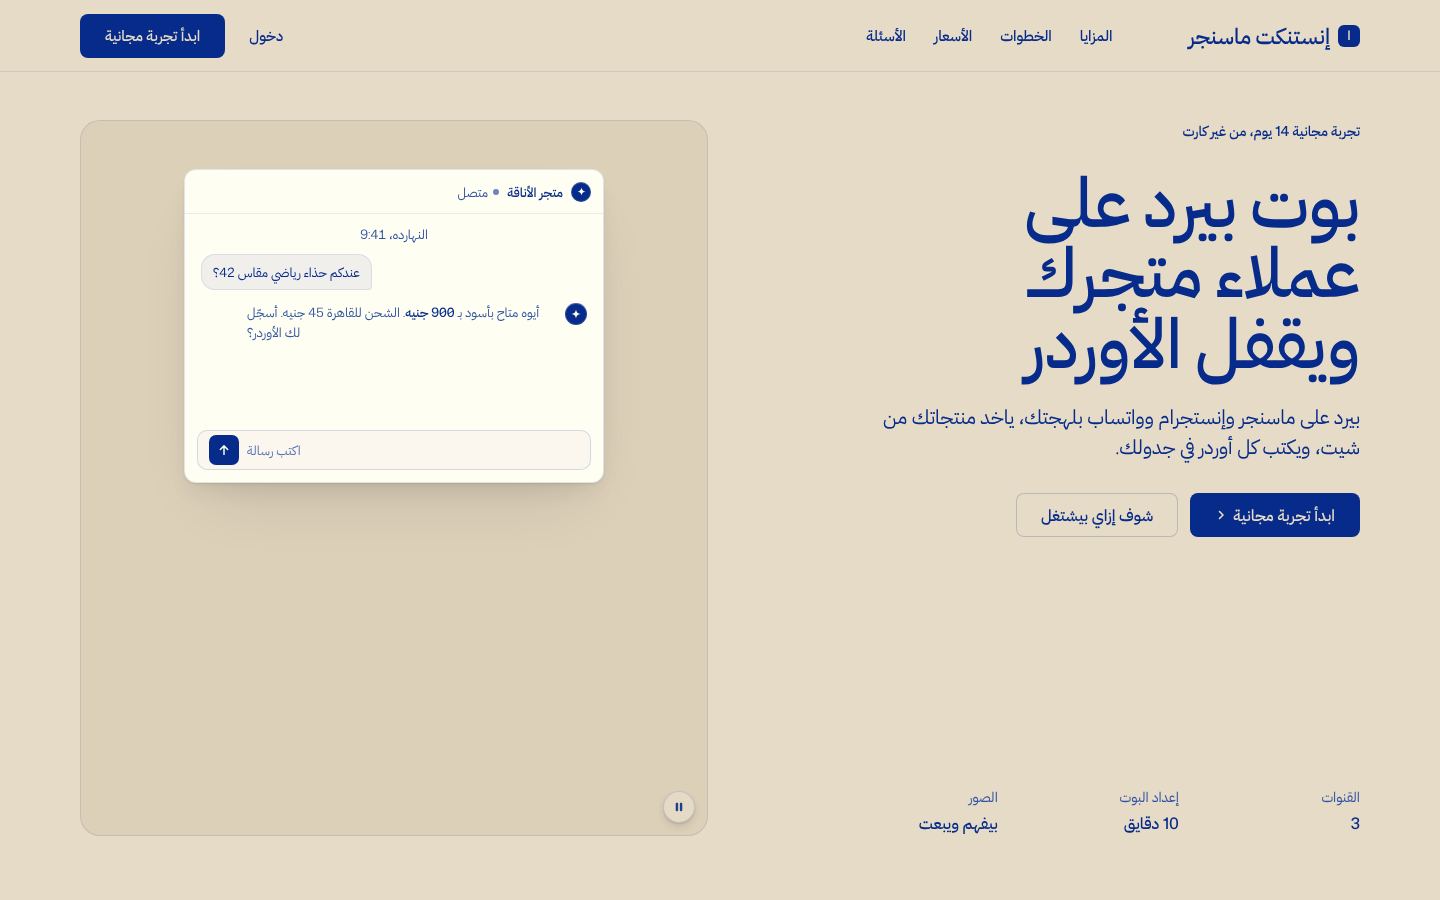 إنستنكت ماسنجر
المزايا
الخطوات
الأسعار
الأسئلة
دخول
ابدأ تجربة مجانية
تجربة مجانية 14 يوم، من غير كارت
بوت بيرد على
عملاء متجرك
ويقفل الأوردر
بيرد على ماسنجر وإنستجرام وواتساب بلهجتك، ياخد منتجاتك من
شيت، ويكتب كل أوردر في جدولك.
ابدأ تجربة مجانية
شوف إزاي بيشتغل
القنوات
3
إعداد البوت
10 دقايق
الصور
بيفهم ويبعت
متجر الأناقة
متصل
النهارده، 9:41
عندكم حذاء رياضي مقاس 42؟
أيوه متاح بأسود بـ 900 جنيه. الشحن للقاهرة 45 جنيه. أسجّل
لك الأوردر؟
اكتب رسالة